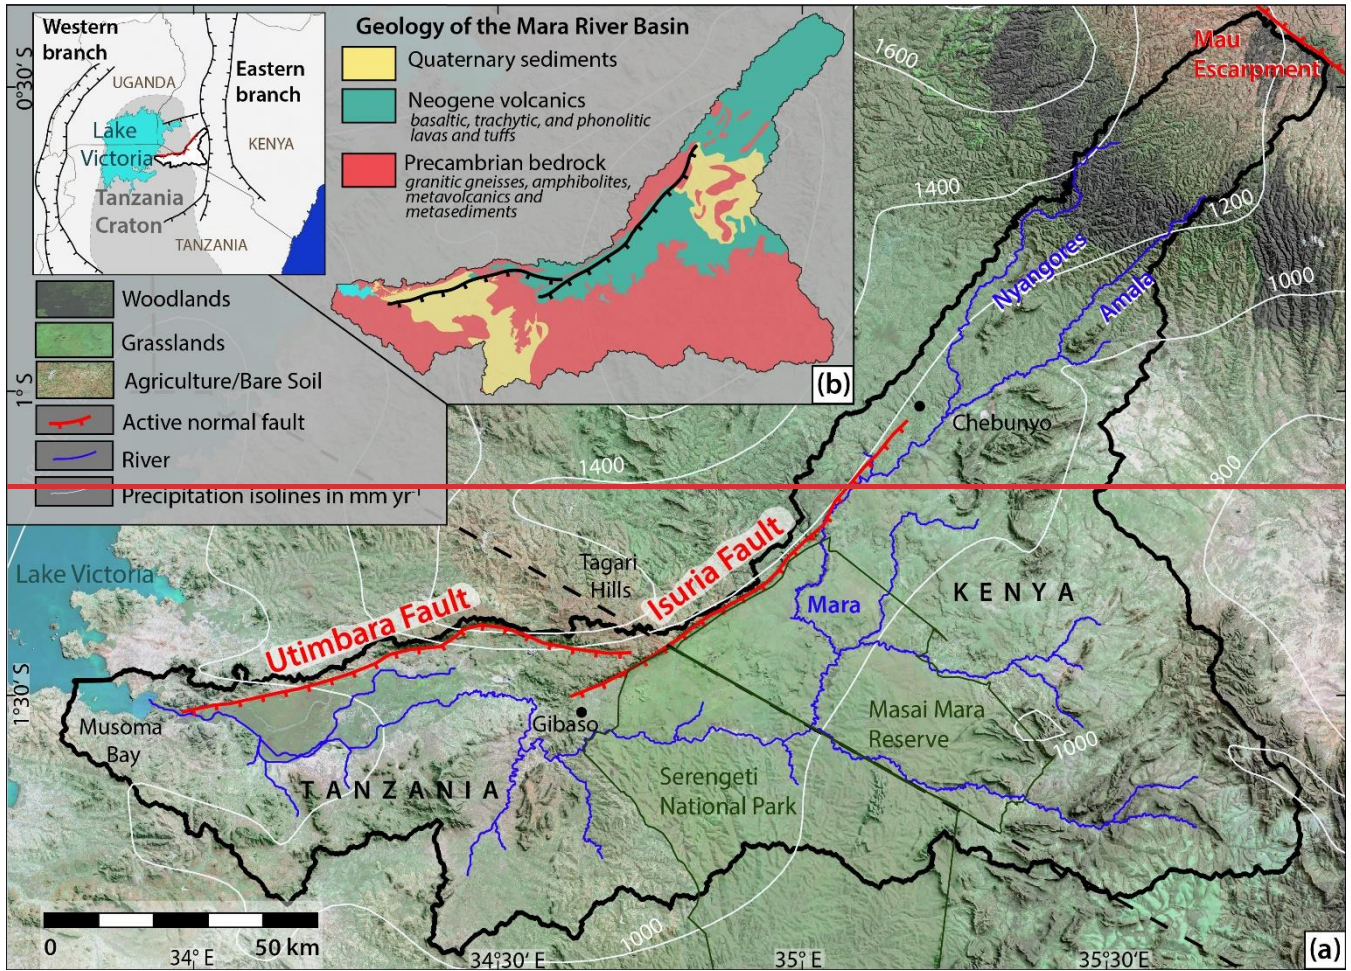 Western
branch
UGANDA
Eastern
branch
Lake
Victoria
KENYA
Tanzania
Craton
TANZANIA
Geology of the Mara River Basin
Quaternary sediments
Neogene volcanics
basaltic, trachytic, and phonolitic
lavas and tuffs
Precambrian bedrock
granitic gneisses, amphibolites,
metavolcanics and
metasediments
(b)
Woodlands
Grasslands
Agriculture/Bare Soil
Active normal fault
River
Precipitation isolines in mm yr⁻¹
0°30' S
1° S
1°30' S
1600
Mau
Escarpment
1400
1200
1000
Nyangores
Amala
Chebunyo
1400
800
Lake Victoria
Utimbara Fault
Tagari
Hills
Isuria Fault
Mara
KENYA
Musoma
Bay
Gibaso
Masai Mara
Reserve
1000
TANZANIA
Serengeti
National Park
1000
0
50 km
34° E
34°30' E
35° E
35°30' E
(a)